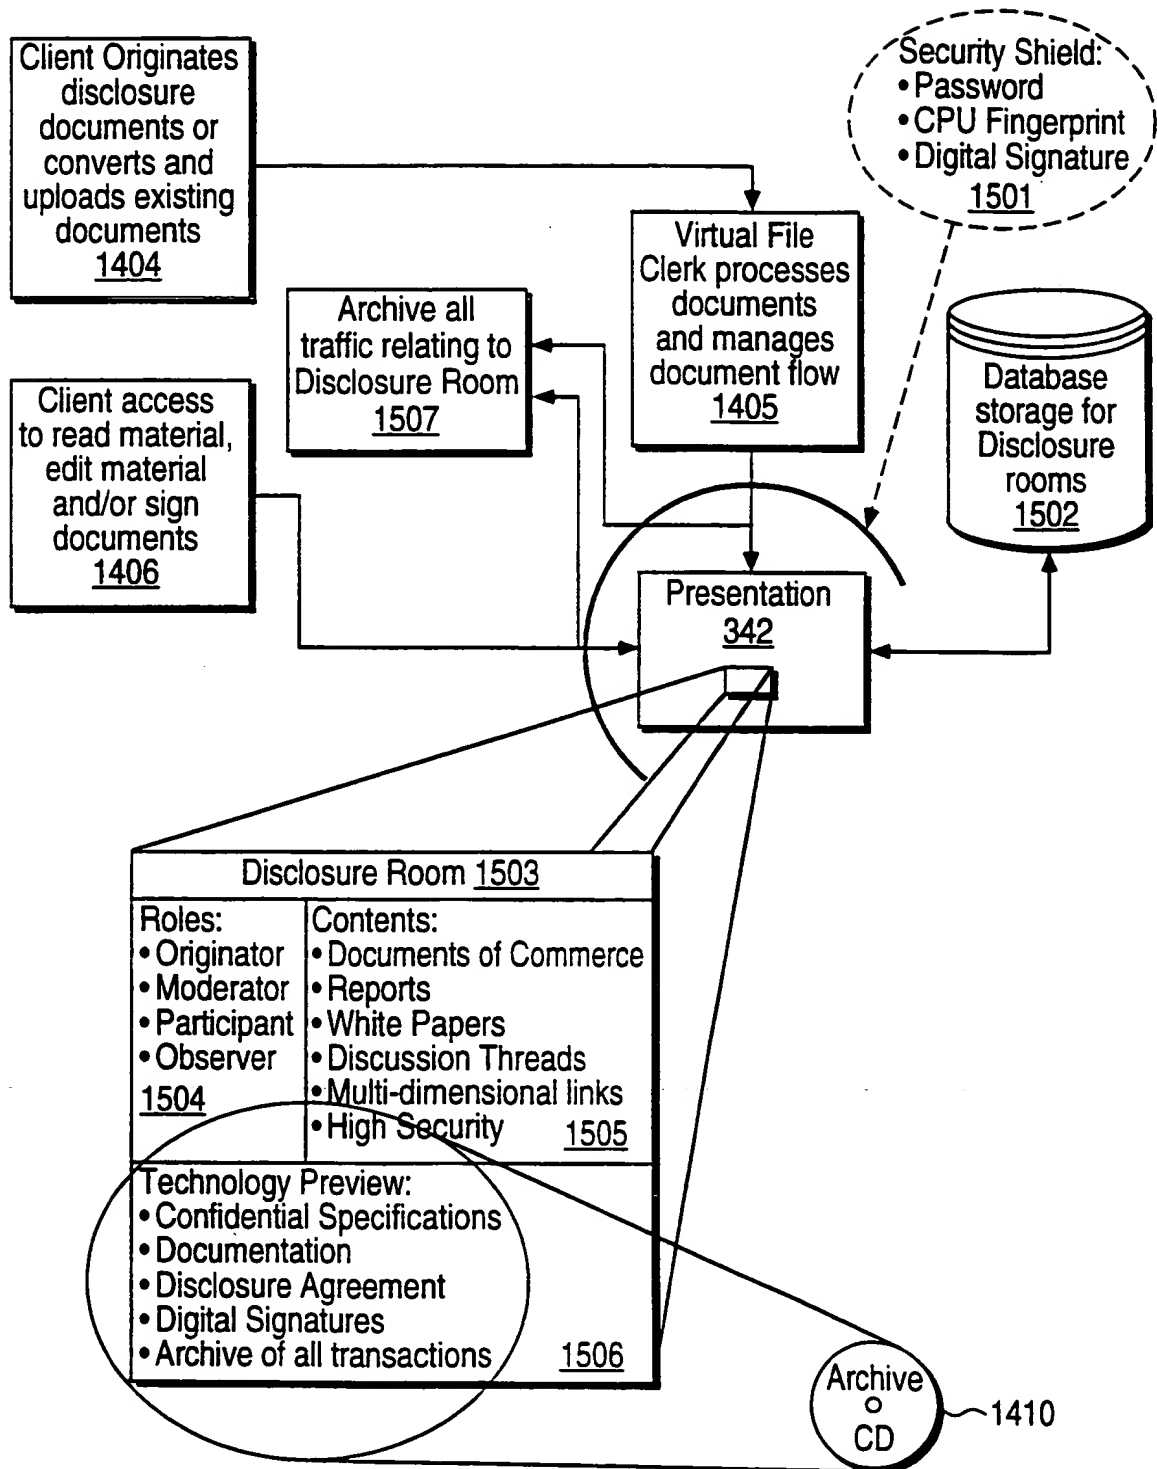 Client Originates
disclosure
documents or
converts and
uploads existing
documents
1404
Security Shield:
•Password
•CPU Fingerprint
•Digital Signature
1501
Virtual File
Clerk processes
documents
and manages
document flow
1405
Archive all
traffic relating to
Disclosure Room
1507
Database
storage for
Disclosure
rooms
1502
Client access
to read material,
edit material
and/or sign
documents
1406
Presentation
342
Disclosure Room 1503
Roles:
•Originator
•Moderator
•Participant
•Observer
1504
Contents:
•Documents of Commerce
•Reports
•White Papers
•Discussion Threads
•Multi-dimensional links
•High Security 1505
Technology Preview:
•Confidential Specifications
•Documentation
•Disclosure Agreement
•Digital Signatures
•Archive of all transactions 1506
Archive
CD
1410